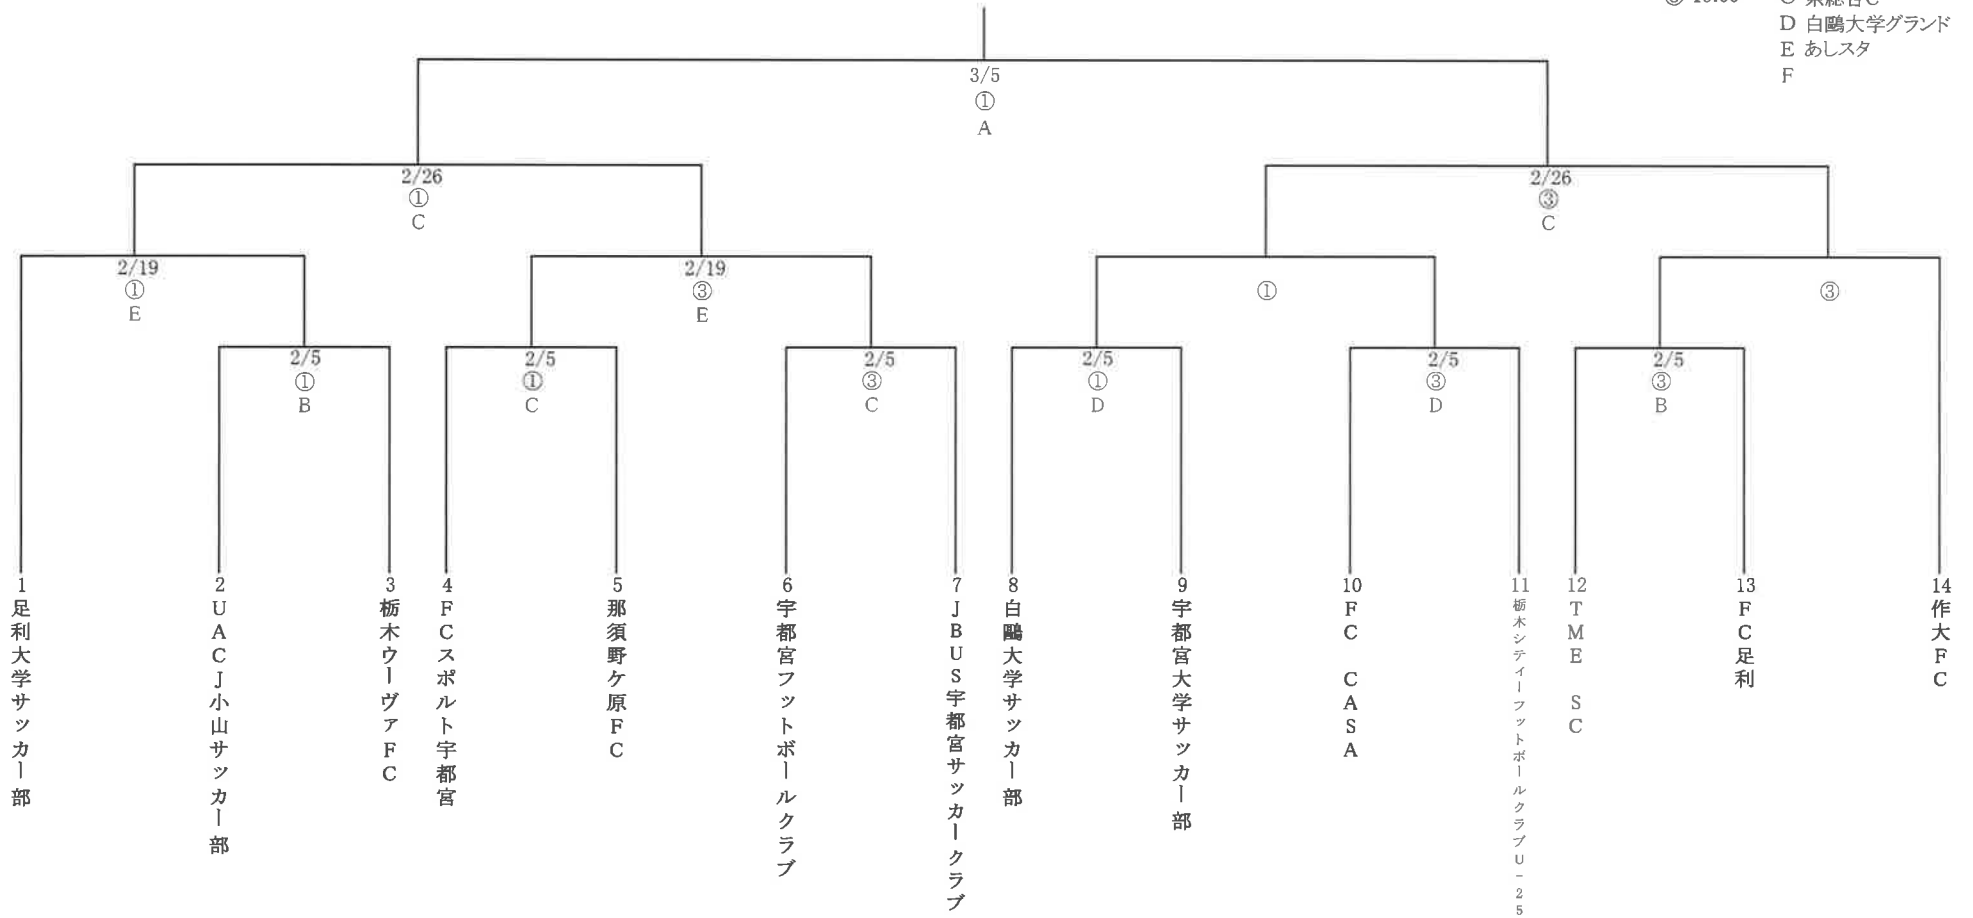 D 白鷗大学グランド
E あしスタ
F
3/5
①
A
2/26
①
C
2/26
③
C
2/19
①
E
2/19
③
E
①
③
2/5
①
B
2/5
①
C
2/5
③
C
2/5
①
D
2/5
③
D
2/5
③
B
1 足利大学サッカー部
2 UACJ小山サッカー部
3 栃木ウーヴァFC
4 FCスポルト宇都宮
5 那須野ケ原FC
6 宇都宮フットボールクラブ
7 JBUS宇都宮サッカークラブ
8 白鷗大学サッカー部
9 宇都宮大学サッカー部
10 FC CASA
11 栃木シティーフットボールクラブU-25
12 TME SC
13 FC足利
14 作大FC